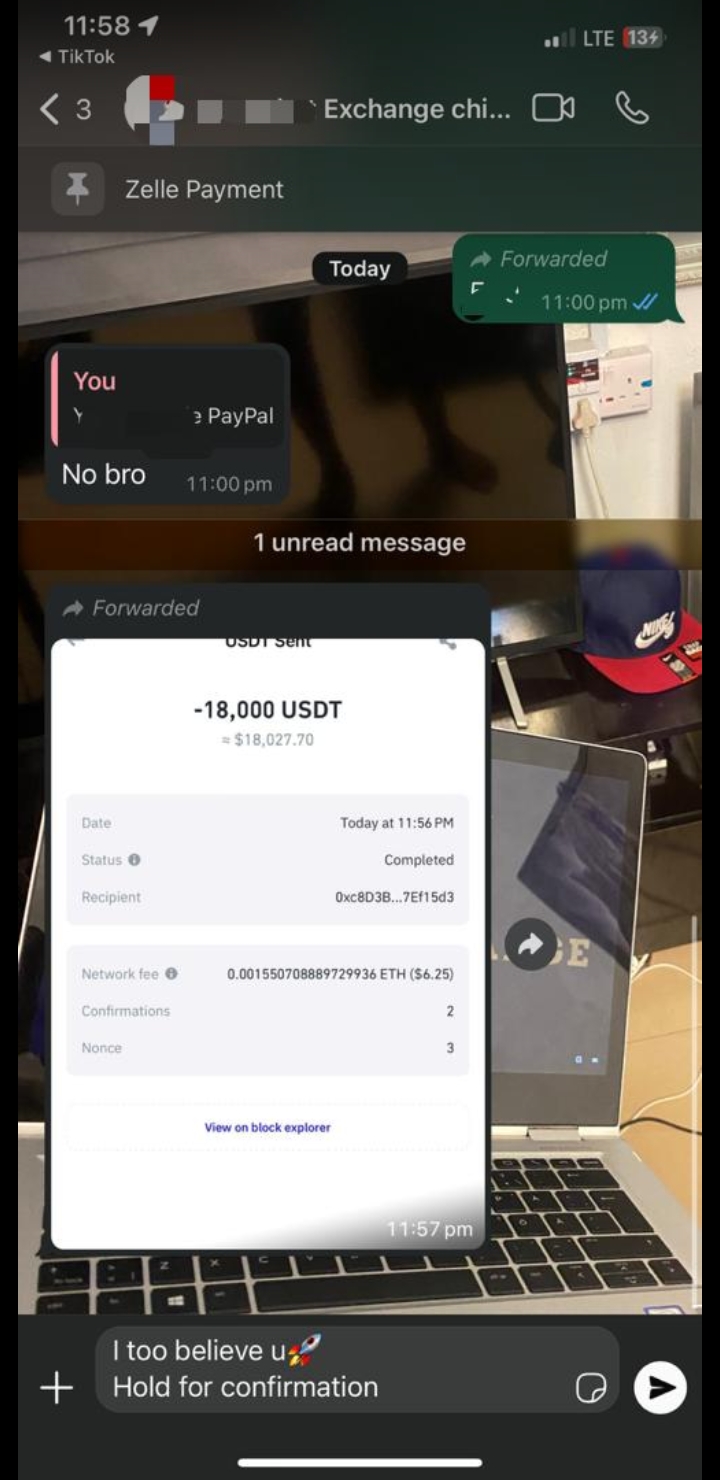 11:58
LTE 13
TikTok
3
Exchange chi...
Zelle Payment
Today
Forwarded
11:00 pm
You
PayPal
No bro
11:00 pm
1 unread message
Forwarded
USDT Sent
-18,000 USDT
≈ $18,027.70
Date Today at 11:56 PM
Status Completed
Recipient 0xc8D3B...7Ef15d3
Network fee 0.001550708889729936 ETH ($6.25)
Confirmations 2
Nonce 3
View on block explorer
11:57 pm
NIKE
I too believe u🚀
Hold for confirmation